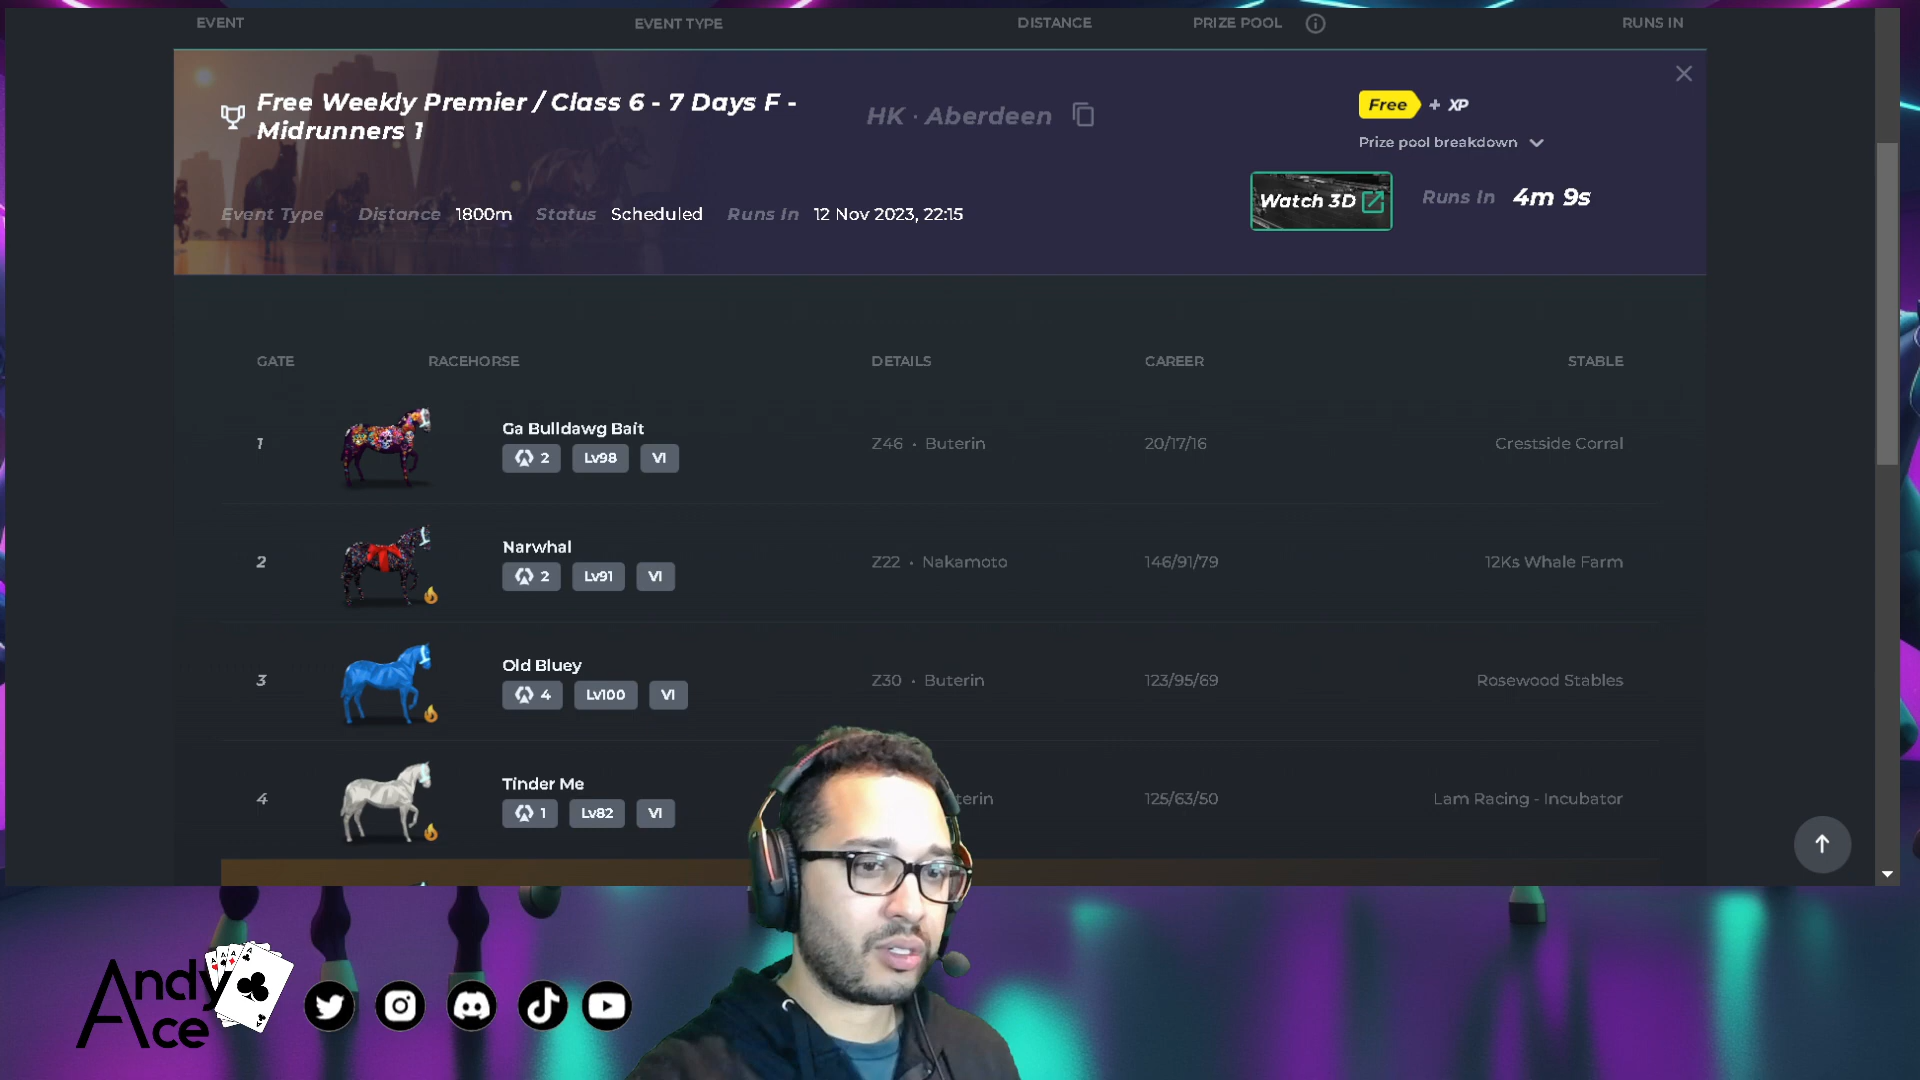 EVENT EVENT TYPE DISTANCE PRIZE POOL RUNS IN
Free Weekly Premier / Class 6 - 7 Days F -
Midrunners 1
HK · Aberdeen
Free + XP
Prize pool breakdown
Watch 3D
Runs In 4m 9s
Event Type Distance 1800m Status Scheduled Runs In 12 Nov 2023, 22:15
GATE RACEHORSE DETAILS CAREER STABLE
1 Ga Bulldawg Bait Z46 · Buterin 20/17/16 Crestside Corral
2 Lv98 VI
2 Narwhal Z22 · Nakamoto 146/91/79 12Ks Whale Farm
2 Lv91 VI
3 Old Bluey Z30 · Buterin 123/95/69 Rosewood Stables
4 Lv100 VI
4 Tinder Me terin 125/63/50 Lam Racing - Incubator
1 Lv82 VI
Andy
Ace